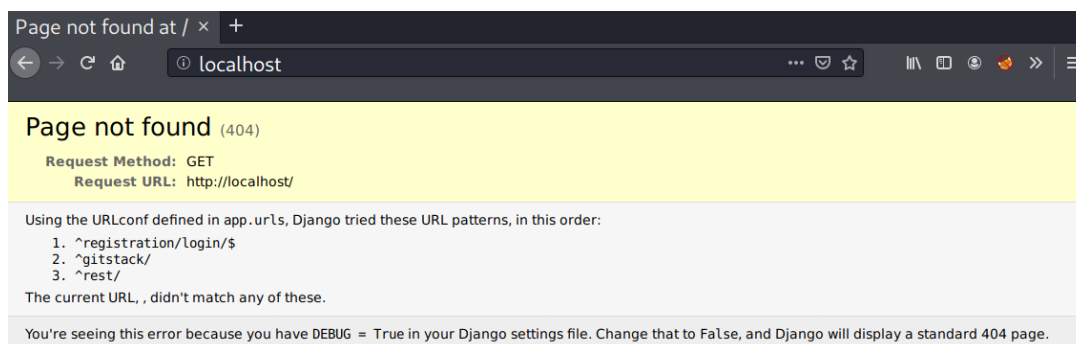 Page not found at / × +
localhost
Page not found (404)
Request Method: GET
Request URL: http://localhost/
Using the URLconf defined in app.urls, Django tried these URL patterns, in this order:
1. ^registration/login/$
2. ^gitstack/
3. ^rest/
The current URL, , didn't match any of these.
You're seeing this error because you have DEBUG = True in your Django settings file. Change that to False, and Django will display a standard 404 page.